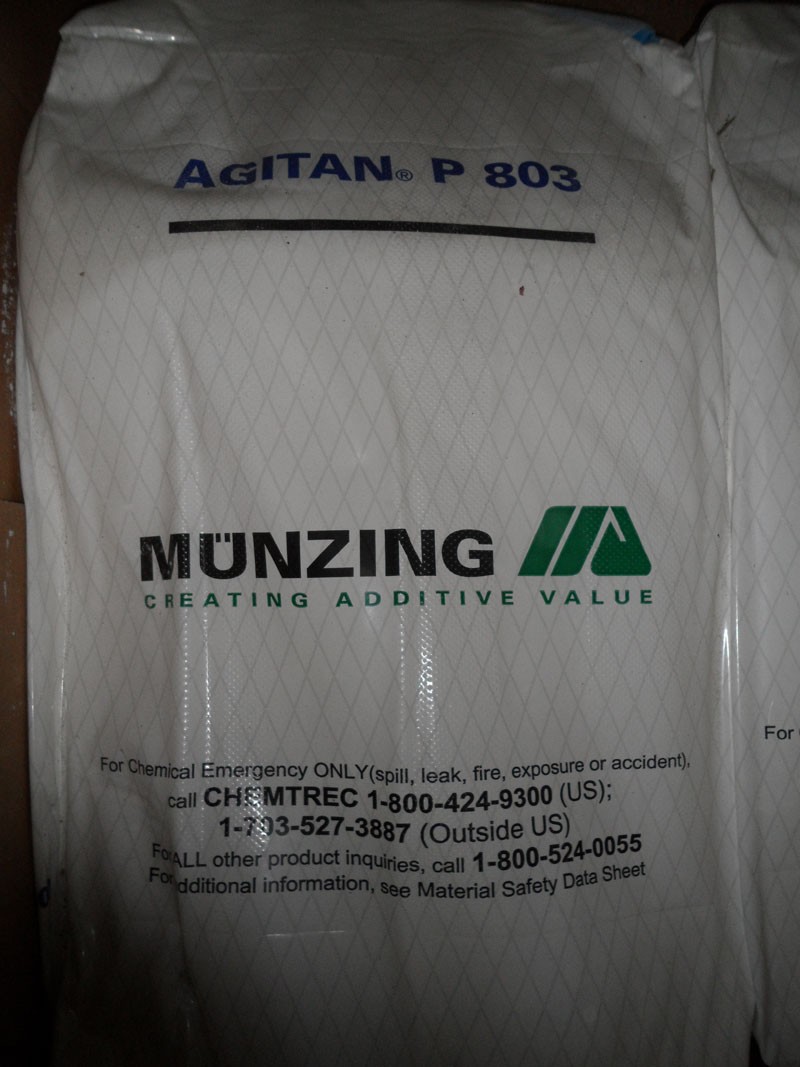 AGITAN® P 803
MÜNZING
CREATING ADDITIVE VALUE
For Chemical Emergency ONLY(spill, leak, fire, exposure or accident),
call CHEMTREC 1-800-424-9300 (US);
1-703-527-3887 (Outside US)
For ALL other product inquiries, call 1-800-524-0055
For dditional information, see Material Safety Data Sheet
For